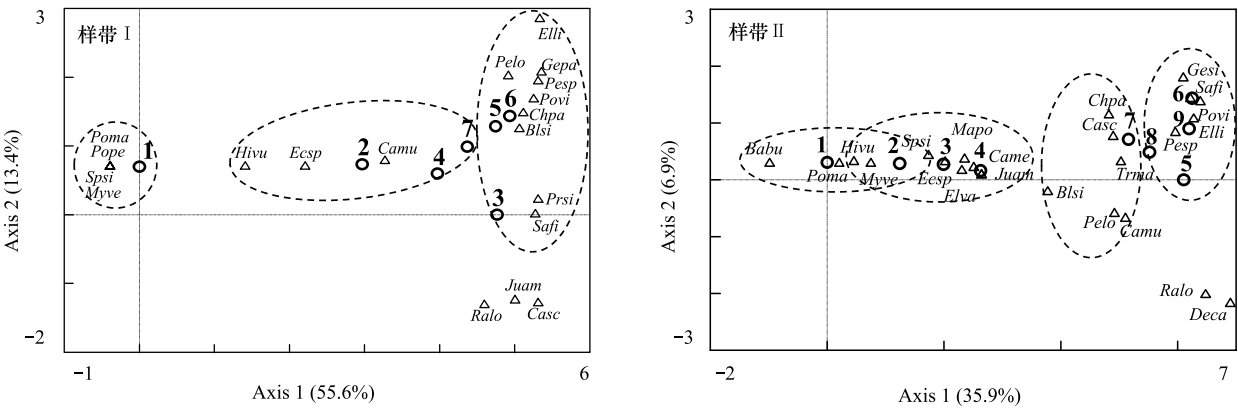 3
样带 I
Elli
Pelo
Gepa
Pesp
Povi
Chpa
Blsi
6
5
7
Poma
Pope
1
Spsi
Myve
Hivu
Ecsp
2
Camu
4
3
Prsi
Safi
Juam
Ralo
Casc
−2
−1
6
Axis 1 (55.6%)
Axis 2 (13.4%)
3
样带 II
Gesi
Safi
6
Povi
9
Elli
Pesp
8
5
Chpa
7
Casc
Trma
Babu
1
Hivu
Poma
Myve
2
Spsi
3
Mapo
4
Came
Juam
Ecsp
Elva
Blsi
Pelo
Camu
Ralo
Deca
−3
−2
7
Axis 1 (35.9%)
Axis 2 (6.9%)